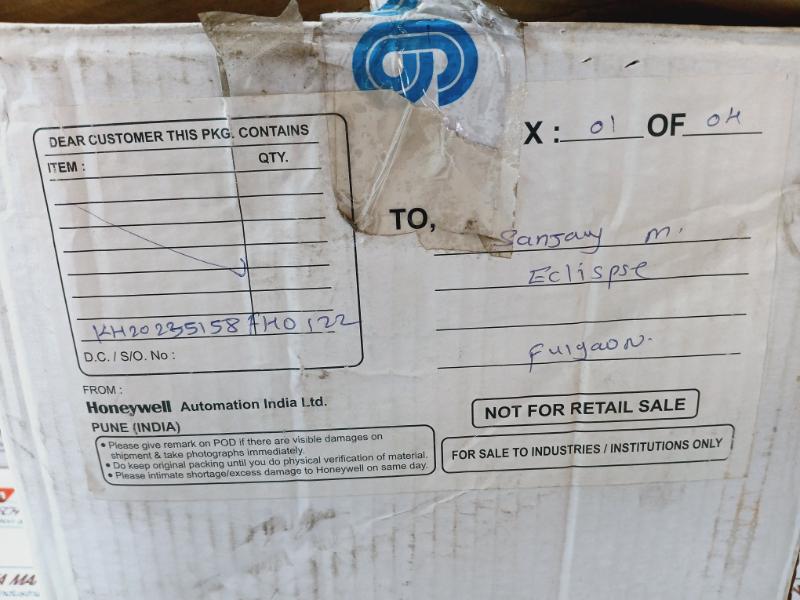 DEAR CUSTOMER THIS PKG. CONTAINS
ITEM : QTY.
KH20235158 FH0122
D.C. / S/O. No :
X : 01 OF 04
TO,
Sanjay M.
Eclispse
Fulgaon.
FROM :
Honeywell Automation India Ltd.
PUNE (INDIA)
• Please give remark on POD if there are visible damages on
shipment & take photographs immediately.
• Do keep original packing until you do physical verification of material.
• Please intimate shortage/excess damage to Honeywell on same day.
NOT FOR RETAIL SALE
FOR SALE TO INDUSTRIES / INSTITUTIONS ONLY